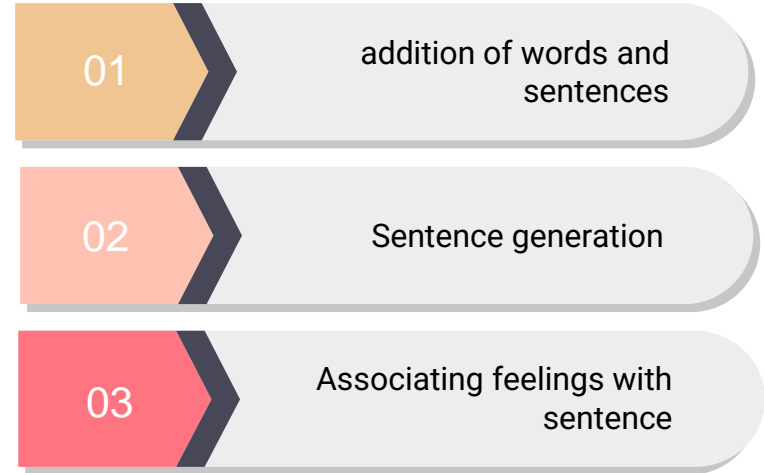 01
addition of words and
sentences
02
Sentence generation
03
Associating feelings with
sentence